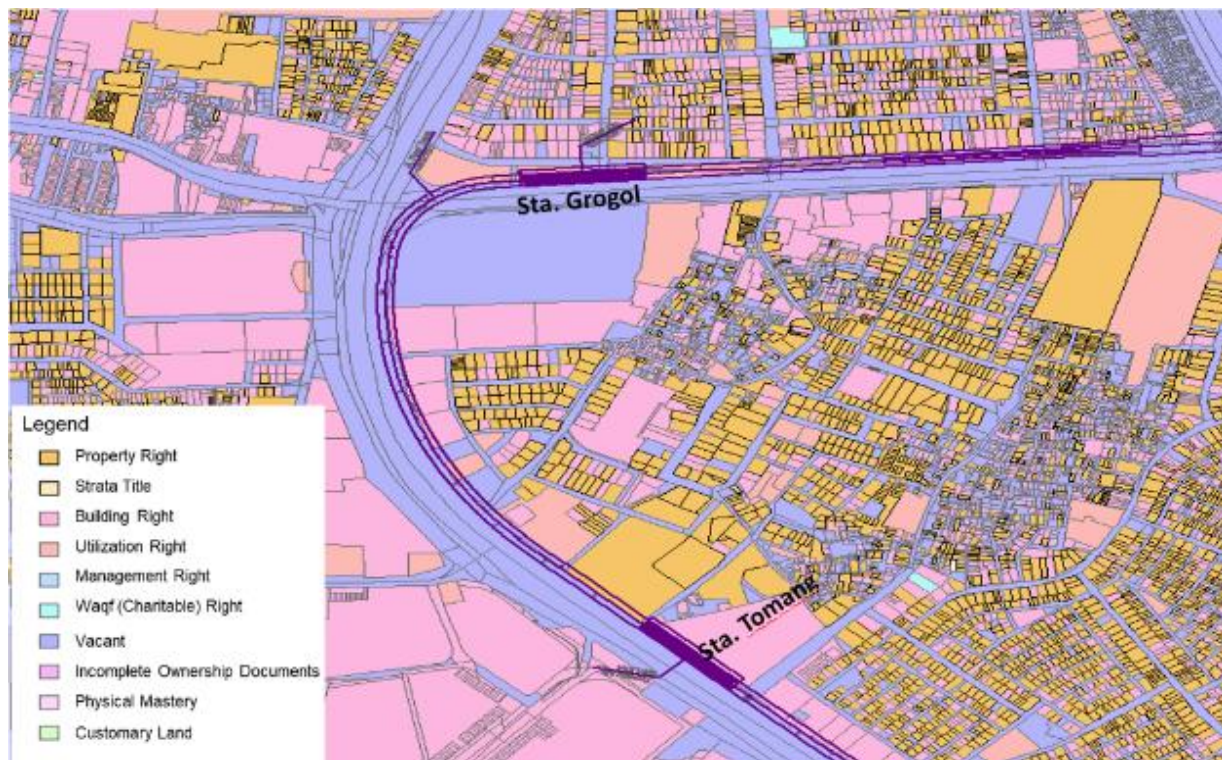 Sta. Grogol
Sta. Tomang
Legend
Property Right
Strata Title
Building Right
Utilization Right
Management Right
Waqf (Charitable) Right
Vacant
Incomplete Ownership Documents
Physical Mastery
Customary Land